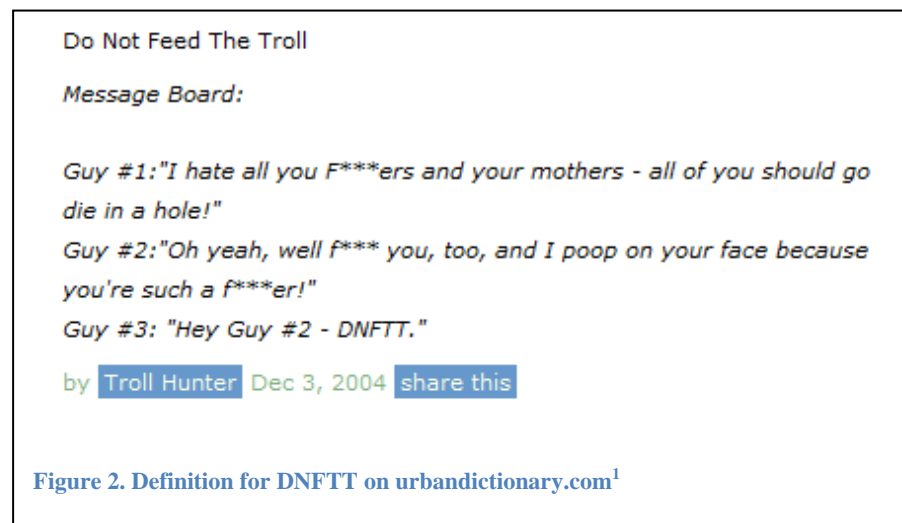 Do Not Feed The Troll
Message Board:
Guy #1:"I hate all you F***ers and your mothers - all of you should go
die in a hole!"
Guy #2:"Oh yeah, well f*** you, too, and I poop on your face because
you're such a f***er!"
Guy #3: "Hey Guy #2 - DNFTT."
by Troll Hunter Dec 3, 2004 share this
Figure 2. Definition for DNFTT on urbandictionary.com¹